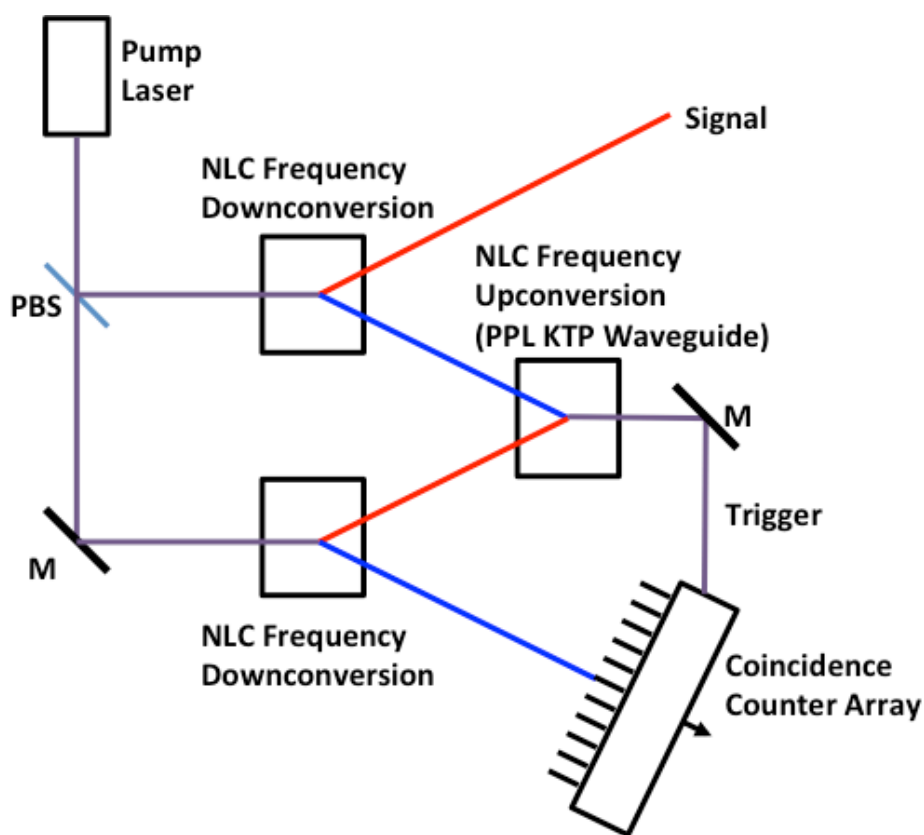 Pump
Laser
Signal
NLC Frequency
Downconversion
NLC Frequency
Upconversion
(PPL KTP Waveguide)
PBS
M
Trigger
M
NLC Frequency
Downconversion
Coincidence
Counter Array